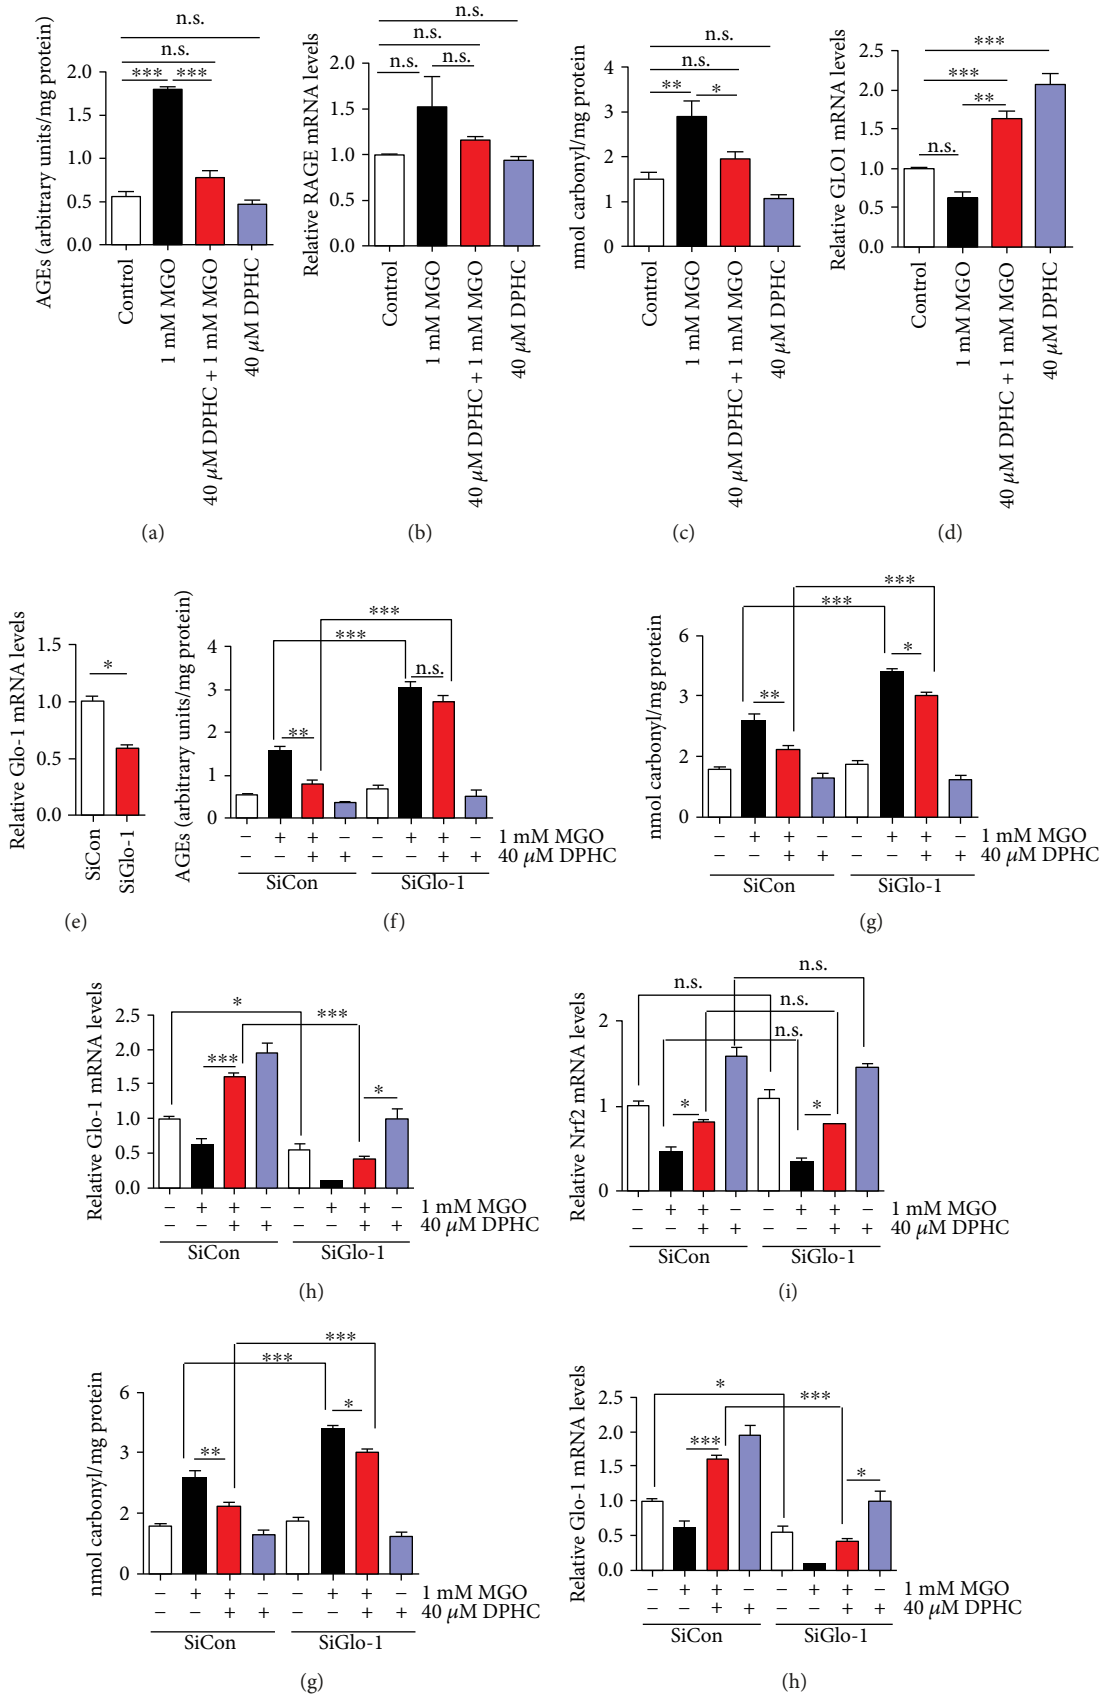 n.s.
n.s.
*** ***
AGEs (arbitrary units/mg protein)
2.0
1.5
1.0
0.5
0.0
Control
1 mM MGO
40 μM DPHC + 1 mM MGO
40 μM DPHC
(a)
n.s.
n.s.
n.s. n.s.
Relative RAGE mRNA levels
2.0
1.5
1.0
0.5
0.0
Control
1 mM MGO
40 μM DPHC + 1 mM MGO
40 μM DPHC
(b)
n.s.
n.s.
** *
nmol carbonyl/mg protein
4
3
2
1
0
Control
1 mM MGO
40 μM DPHC + 1 mM MGO
40 μM DPHC
(c)
***
***
**
n.s.
Relative GLO1 mRNA levels
2.5
2.0
1.5
1.0
0.5
0.0
Control
1 mM MGO
40 μM DPHC + 1 mM MGO
40 μM DPHC
(d)
Relative Glo-1 mRNA levels
1.5
1.0
0.5
0.0
*
SiCon
SiGlo-1
(e)
***
***
n.s.
**
AGEs (arbitrary units/mg protein)
4
3
2
1
0
− + + − − + + − 1 mM MGO
− − + + − − + + 40 μM DPHC
SiCon SiGlo-1
(f)
***
***
*
**
nmol carbonyl/mg protein
6
3
2
0
− + + − − + + − 1 mM MGO
− − + + − − + + 40 μM DPHC
SiCon SiGlo-1
(g)
*
***
***
*
Relative Glo-1 mRNA levels
2.5
2.0
1.5
1.0
0.5
0.0
− + + − − + + − 1 mM MGO
− − + + − − + + 40 μM DPHC
SiCon SiGlo-1
(h)
n.s.
n.s.
n.s.
n.s.
* *
Relative Nrf2 mRNA levels
2
1
0
− + + − − + + − 1 mM MGO
− − + + − − + + 40 μM DPHC
SiCon SiGlo-1
(i)
***
***
*
**
nmol carbonyl/mg protein
6
3
2
0
− + + − − + + − 1 mM MGO
− − + + − − + + 40 μM DPHC
SiCon SiGlo-1
(g)
*
***
***
*
Relative Glo-1 mRNA levels
2.5
2.0
1.5
1.0
0.5
0.0
− + + − − + + − 1 mM MGO
− − + + − − + + 40 μM DPHC
SiCon SiGlo-1
(h)